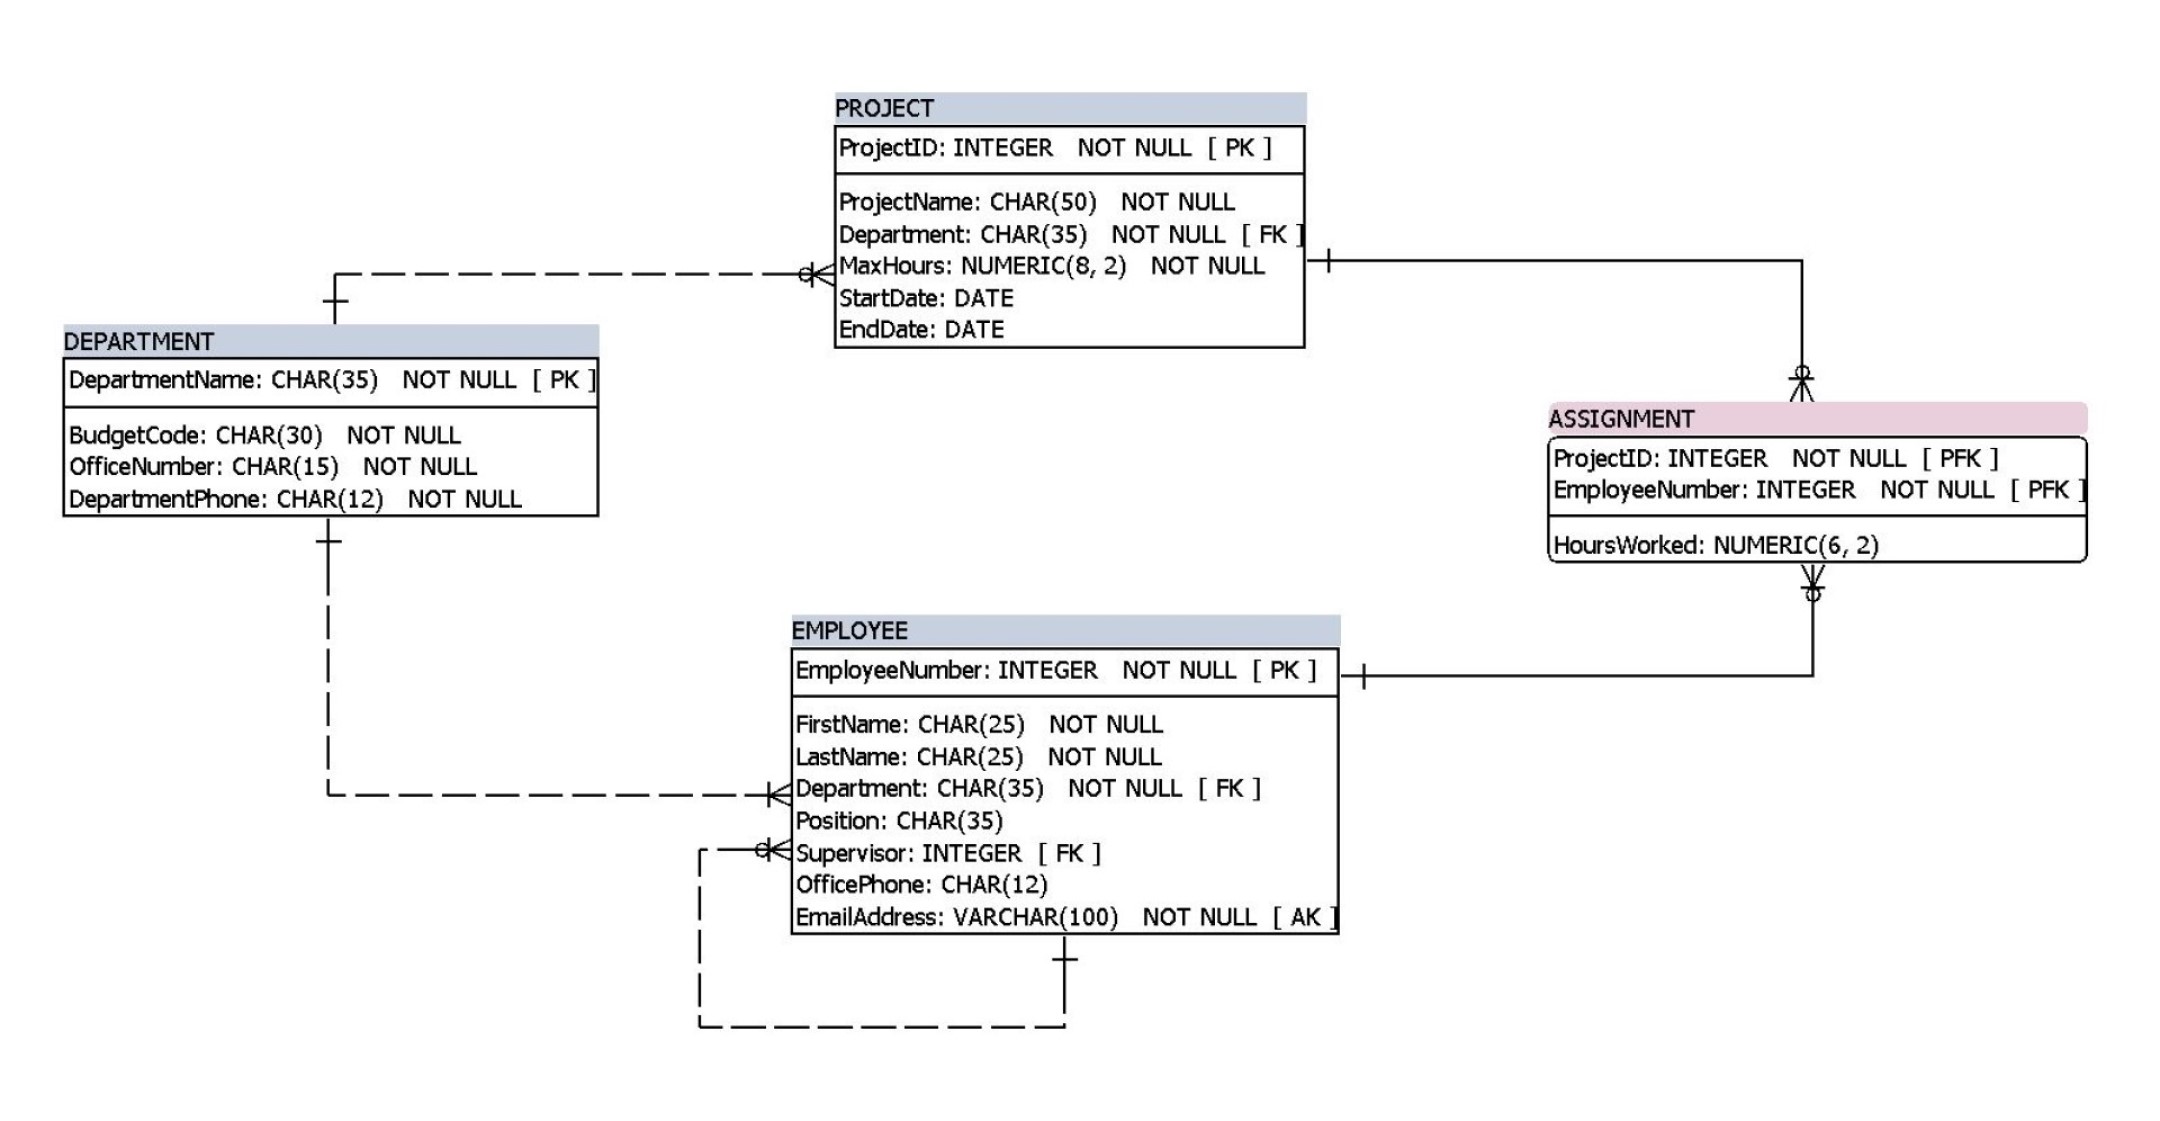 PROJECT
ProjectID: INTEGER NOT NULL [ PK ]
ProjectName: CHAR(50) NOT NULL
Department: CHAR(35) NOT NULL [ FK ]
MaxHours: NUMERIC(8, 2) NOT NULL
StartDate: DATE
EndDate: DATE
DEPARTMENT
DepartmentName: CHAR(35) NOT NULL [ PK ]
BudgetCode: CHAR(30) NOT NULL
OfficeNumber: CHAR(15) NOT NULL
DepartmentPhone: CHAR(12) NOT NULL
ASSIGNMENT
ProjectID: INTEGER NOT NULL [ PFK ]
EmployeeNumber: INTEGER NOT NULL [ PFK ]
HoursWorked: NUMERIC(6, 2)
EMPLOYEE
EmployeeNumber: INTEGER NOT NULL [ PK ]
FirstName: CHAR(25) NOT NULL
LastName: CHAR(25) NOT NULL
Department: CHAR(35) NOT NULL [ FK ]
Position: CHAR(35)
Supervisor: INTEGER [ FK ]
OfficePhone: CHAR(12)
EmailAddress: VARCHAR(100) NOT NULL [ AK ]